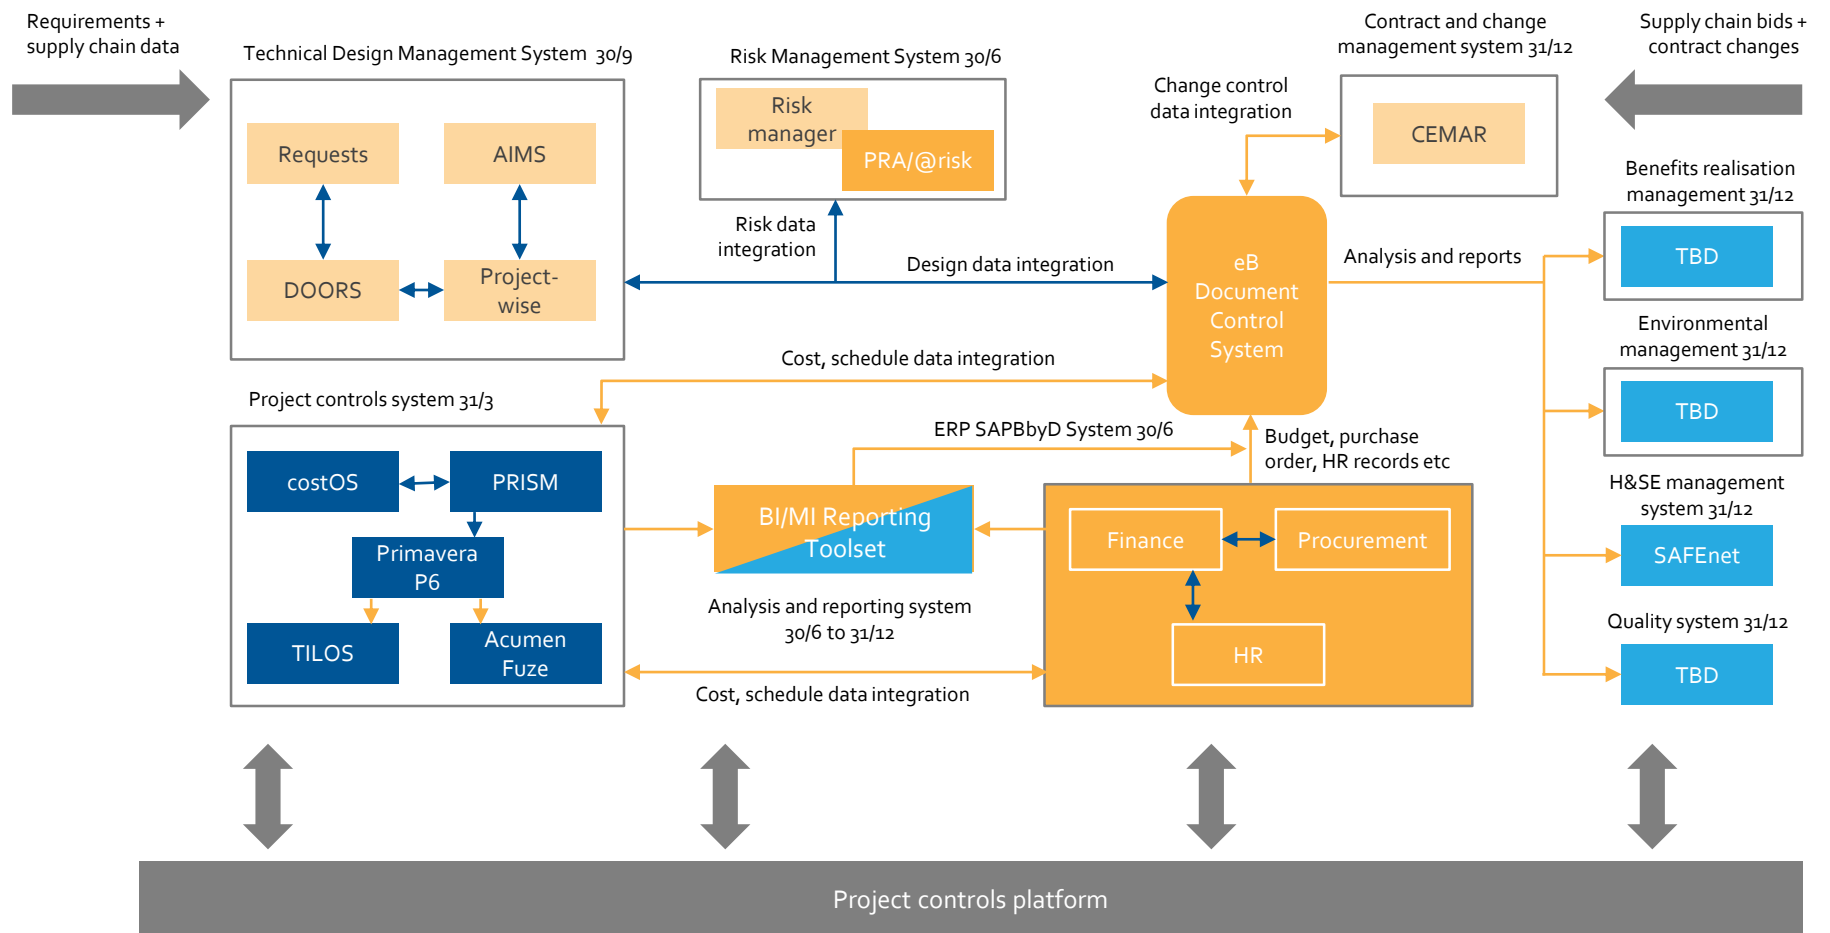 Requirements +
supply chain data
Technical Design Management System 30/9
Requests
AIMS
DOORS
Project-
wise
Risk Management System 30/6
Risk
manager
PRA/@risk
Risk data
integration
Design data integration
Contract and change
management system 31/12
Change control
data integration
CEMAR
Supply chain bids +
contract changes
eB
Document
Control
System
Analysis and reports
Benefits realisation
management 31/12
TBD
Environmental
management 31/12
TBD
H&SE management
system 31/12
SAFEnet
Quality system 31/12
TBD
Cost, schedule data integration
Project controls system 31/3
costOS
PRISM
Primavera
P6
TILOS
Acumen
Fuze
ERP SAPBbyD System 30/6
Budget, purchase
order, HR records etc
BI/MI Reporting
Toolset
Analysis and reporting system
30/6 to 31/12
Finance
Procurement
HR
Cost, schedule data integration
Project controls platform